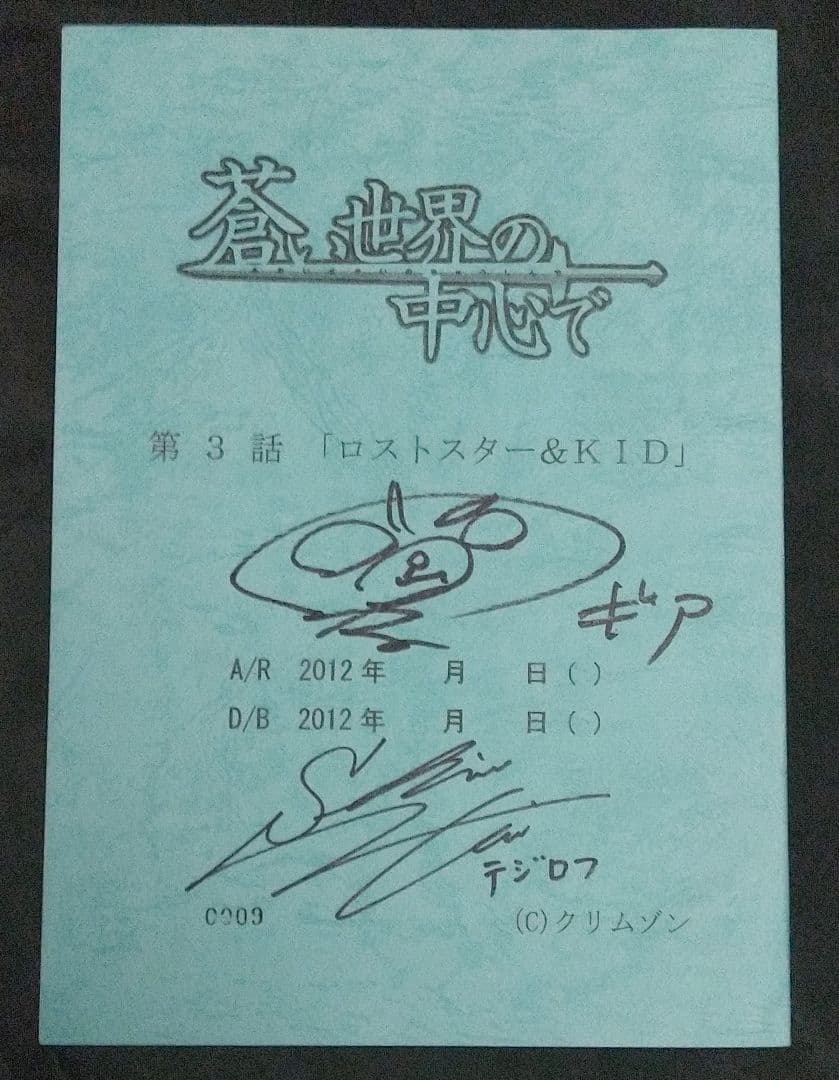 蒼い世界の
中心で
第 3 話 「ロストスター＆ＫＩＤ」
ギア
A/R 2012年 月 日( )
D/B 2012年 月 日( )
テジロフ
0009
(C)クリムゾン